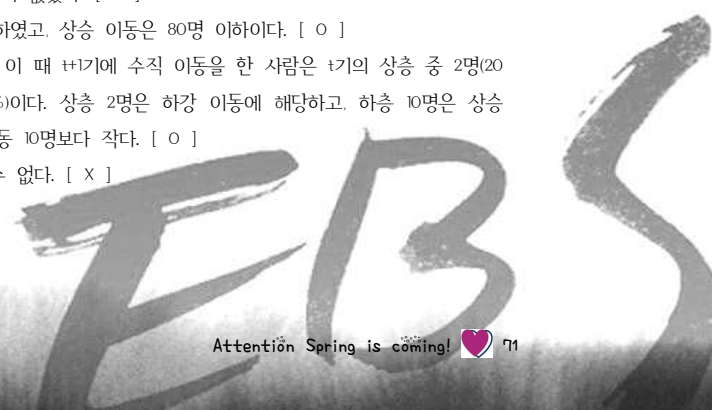 하였고, 상승 이동은 80명 이하이다. [ O ]
이 때 t+1기에 수직 이동을 한 사람은 t기의 상층 중 2명(20
%)이다. 상층 2명은 하강 이동에 해당하고, 하층 10명은 상승
동 10명보다 작다. [ O ]
수 없다. [ X ]
EBS
Attention Spring is coming! 71